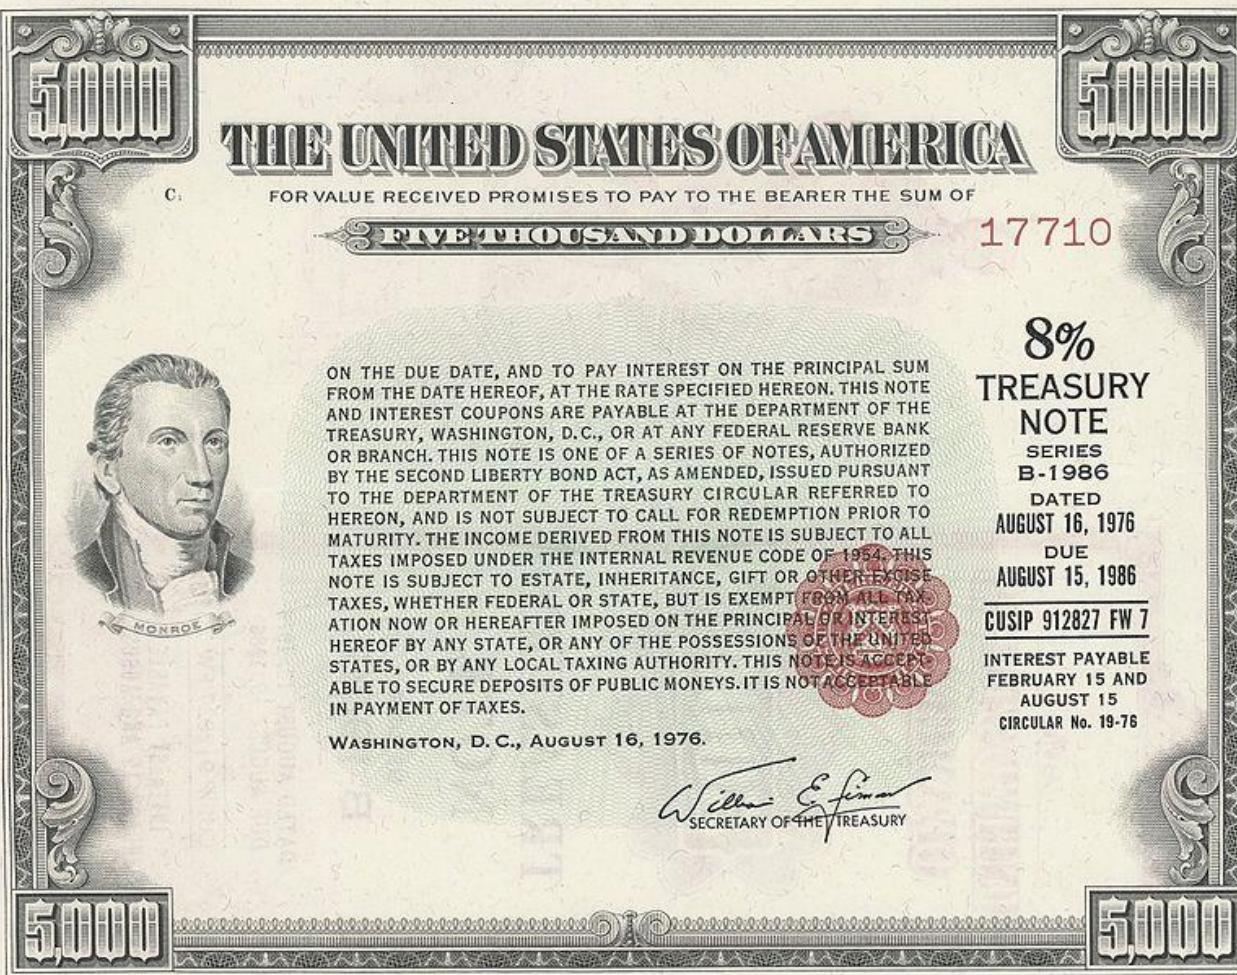 5,000
5,000
THE UNITED STATES OF AMERICA
C.
FOR VALUE RECEIVED PROMISES TO PAY TO THE BEARER THE SUM OF
FIVE THOUSAND DOLLARS
17710
ON THE DUE DATE, AND TO PAY INTEREST ON THE PRINCIPAL SUM
FROM THE DATE HEREOF, AT THE RATE SPECIFIED HEREON. THIS NOTE
AND INTEREST COUPONS ARE PAYABLE AT THE DEPARTMENT OF THE
TREASURY, WASHINGTON, D.C., OR AT ANY FEDERAL RESERVE BANK
OR BRANCH. THIS NOTE IS ONE OF A SERIES OF NOTES, AUTHORIZED
BY THE SECOND LIBERTY BOND ACT, AS AMENDED, ISSUED PURSUANT
TO THE DEPARTMENT OF THE TREASURY CIRCULAR REFERRED TO
HEREON, AND IS NOT SUBJECT TO CALL FOR REDEMPTION PRIOR TO
MATURITY. THE INCOME DERIVED FROM THIS NOTE IS SUBJECT TO ALL
TAXES IMPOSED UNDER THE INTERNAL REVENUE CODE OF 1954. THIS
NOTE IS SUBJECT TO ESTATE, INHERITANCE, GIFT OR OTHER EXCISE
TAXES, WHETHER FEDERAL OR STATE, BUT IS EXEMPT FROM ALL TAX-
ATION NOW OR HEREAFTER IMPOSED ON THE PRINCIPAL OR INTEREST
HEREOF BY ANY STATE, OR ANY OF THE POSSESSIONS OF THE UNITED
STATES, OR BY ANY LOCAL TAXING AUTHORITY. THIS NOTE IS ACCEPT-
ABLE TO SECURE DEPOSITS OF PUBLIC MONEYS. IT IS NOT ACCEPTABLE
IN PAYMENT OF TAXES.
WASHINGTON, D. C., AUGUST 16, 1976.
MONROE
8%
TREASURY
NOTE
SERIES
B-1986
DATED
AUGUST 16, 1976
DUE
AUGUST 15, 1986
CUSIP 912827 FW 7
INTEREST PAYABLE
FEBRUARY 15 AND
AUGUST 15
CIRCULAR No. 19-76
William E. Simon
SECRETARY OF THE TREASURY
5,000
5,000